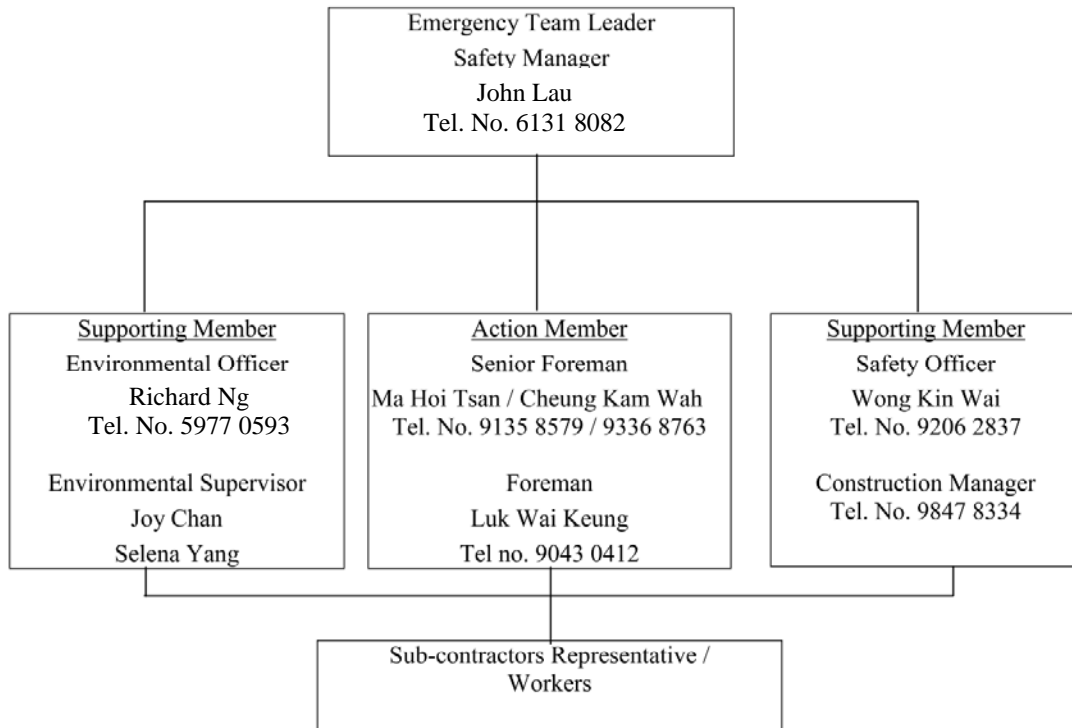 Emergency Team Leader
Safety Manager
John Lau
Tel. No. 6131 8082
Supporting Member
Environmental Officer
Richard Ng
Tel. No. 5977 0593
Environmental Supervisor
Joy Chan
Selena Yang
Action Member
Senior Foreman
Ma Hoi Tsan / Cheung Kam Wah
Tel. No. 9135 8579 / 9336 8763
Foreman
Luk Wai Keung
Tel no. 9043 0412
Supporting Member
Safety Officer
Wong Kin Wai
Tel. No. 9206 2837
Construction Manager
Tel. No. 9847 8334
Sub-contractors Representative /
Workers